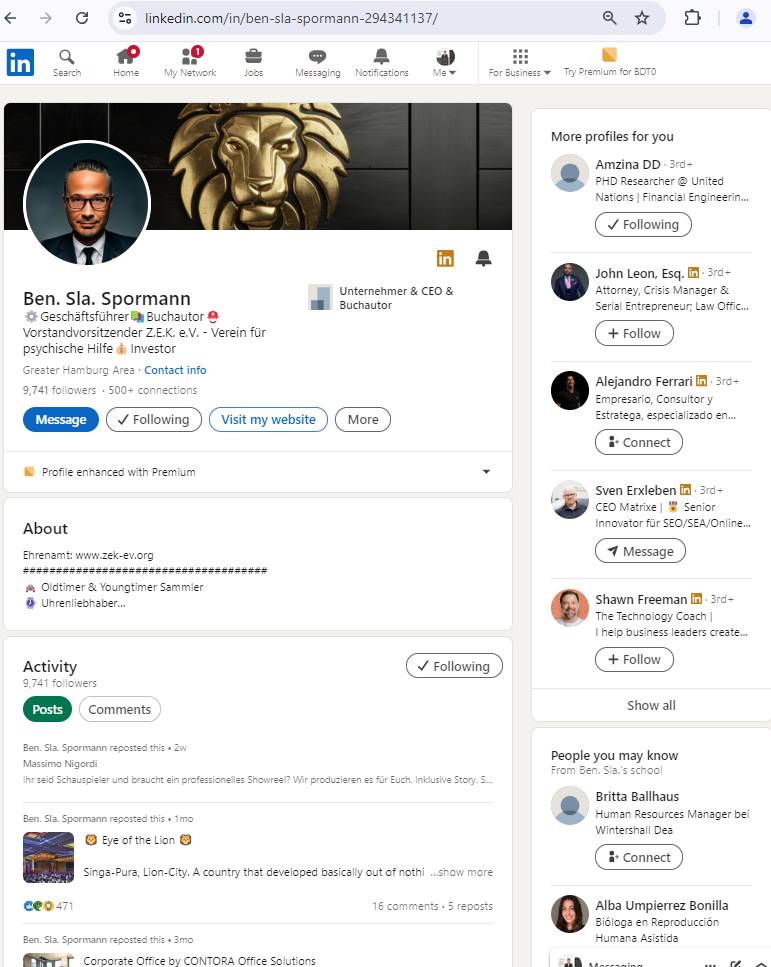 linkedin.com/in/ben-sla-spormann-294341137/
in
Search
Home
1
My Network
Jobs
Messaging
Notifications
Me
For Business
Try Premium for BDT0
in
Ben. Sla. Spormann
Geschäftsführer Buchautor
Vorstandvorsitzender Z.E.K. e.V. - Verein für
psychische Hilfe Investor
Unternehmer & CEO &
Buchautor
Greater Hamburg Area · Contact info
9,741 followers · 500+ connections
Message
Following
Visit my website
More
Profile enhanced with Premium
About
Ehrenamt: www.zek-ev.org
#####################################
Oldtimer & Youngtimer Sammler
Uhrenliebhaber...
Activity
9,741 followers
Following
Posts
Comments
Ben. Sla. Spormann reposted this • 2w
Massimo Nigordi
Ihr seid Schauspieler und braucht ein professionelles Showreel? Wir produzieren es für Euch. Inklusive Story, S...
Ben. Sla. Spormann reposted this • 1mo
Eye of the Lion
Singa-Pura, Lion-City. A country that developed basically out of nothi ...show more
471
16 comments · 5 reposts
Ben. Sla. Spormann reposted this • 3mo
Corporate Office by CONTORA Office Solutions
More profiles for you
Amzina DD · 3rd+
PHD Researcher @ United
Nations | Financial Engineerin...
Following
John Leon, Esq. in · 3rd+
Attorney, Crisis Manager &
Serial Entrepreneur; Law Offic...
Follow
Alejandro Ferrari in · 3rd+
Empresario, Consultor y
Estratega, especializado en...
Connect
Sven Erxleben in · 3rd+
CEO Matrixe | Senior
Innovator für SEO/SEA/Online...
Message
Shawn Freeman in · 3rd+
The Technology Coach |
I help business leaders create...
Follow
Show all
People you may know
From Ben. Sla.'s school
Britta Ballhaus
Human Resources Manager bei
Wintershall Dea
Connect
Alba Umpierrez Bonilla
Bióloga en Reproducción
Humana Asistida
Messaging